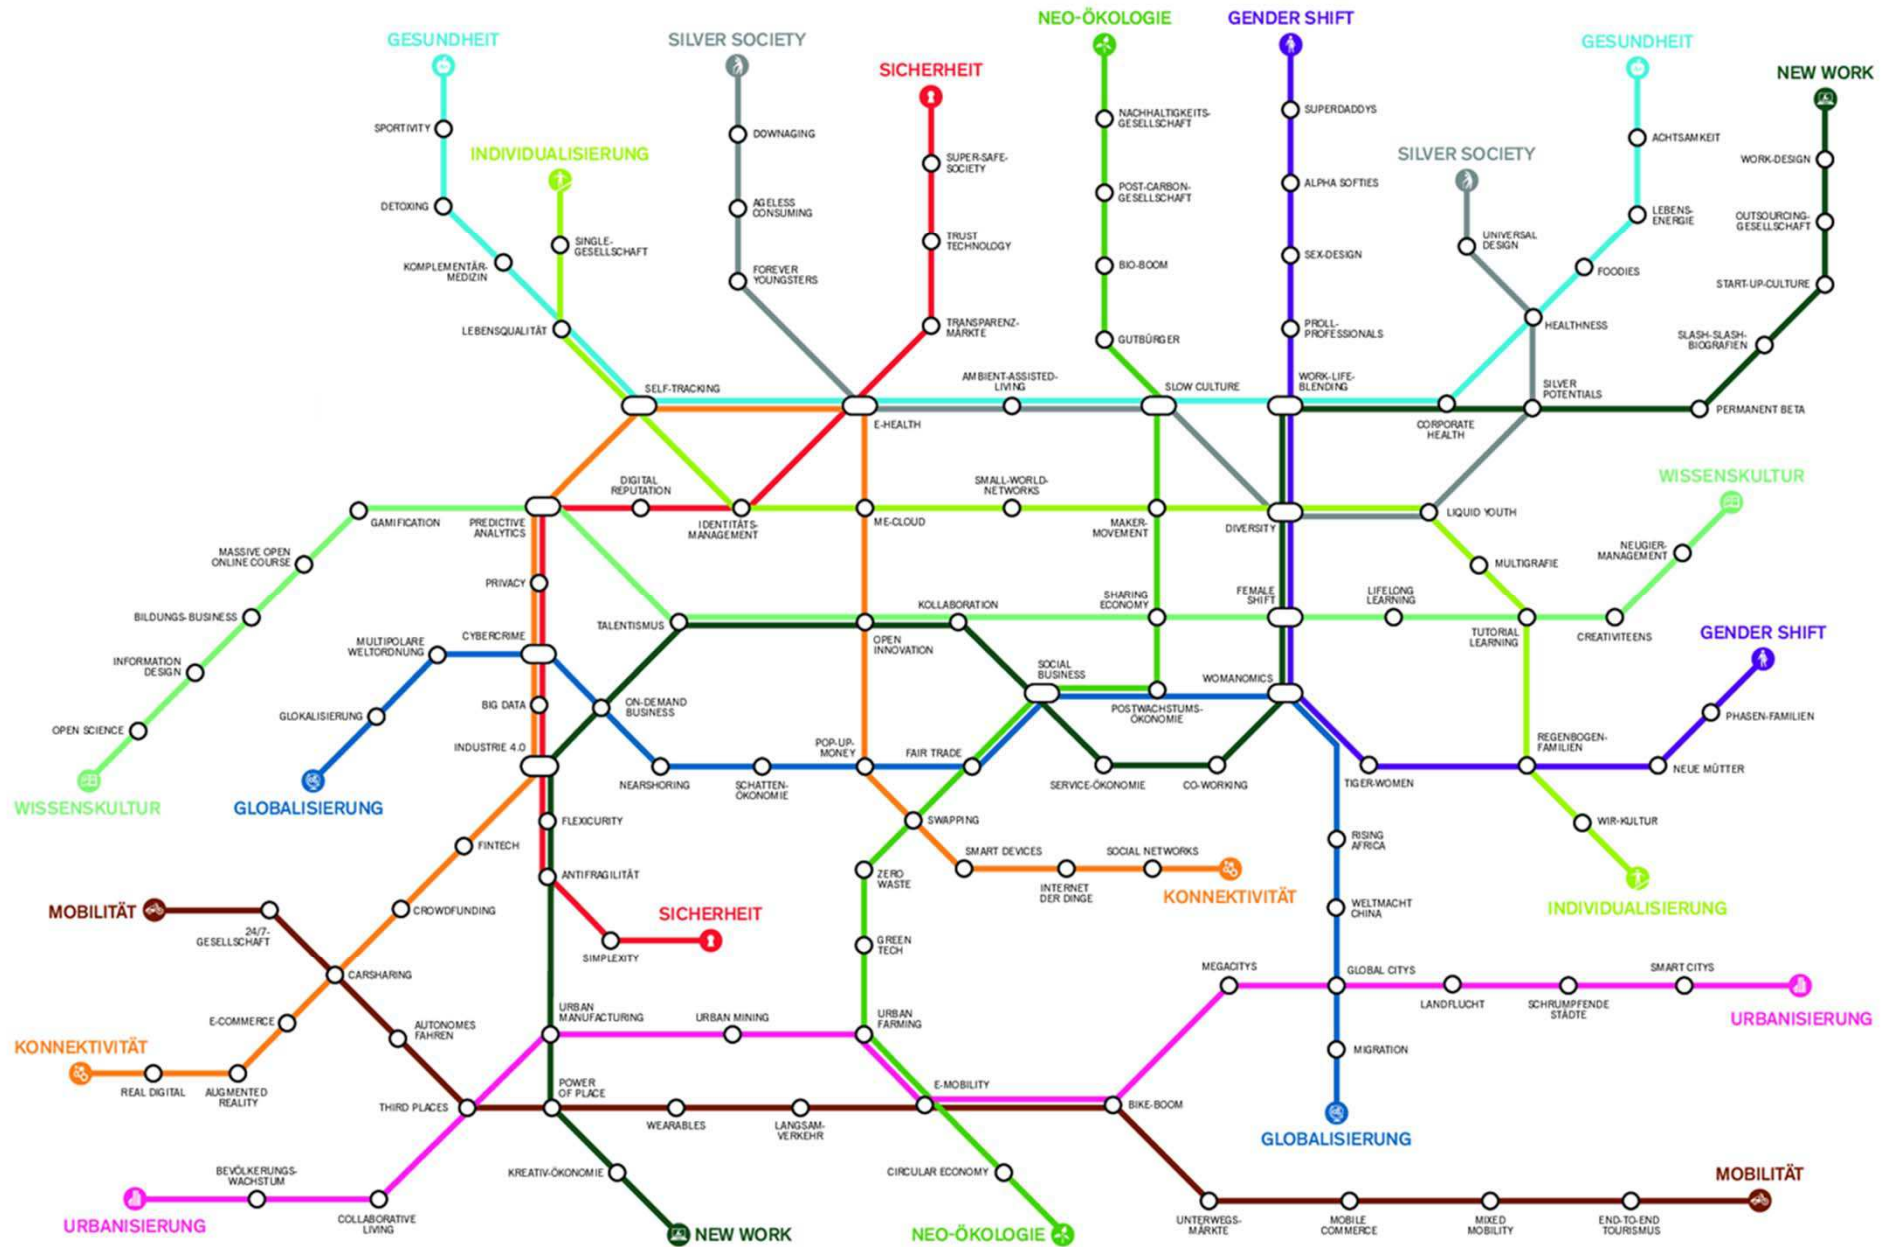 NEO-ÖKOLOGIE
GENDER SHIFT
GESUNDHEIT
SILVER SOCIETY
GESUNDHEIT
SICHERHEIT
NEW WORK
SUPERDADDYS
NACHHALTIGKEITS-
GESELLSCHAFT
SPORTIVITY
DOWNAGING
ACHTSAMKEIT
INDIVIDUALISIERUNG
SILVER SOCIETY
SUPER-SAFE-
SOCIETY
WORK-DESIGN
POST-CARBON-
GESELLSCHAFT
ALPHA SOFTIES
DETOXING
AGELESS
CONSUMING
LEBENS-
ENERGIE
OUTSOURCING-
GESELLSCHAFT
SINGLE-
GESELLSCHAFT
TRUST
TECHNOLOGY
UNIVERSAL
DESIGN
SEX-DESIGN
KOMPLEMENTÄR-
MEDIZIN
FOREVER
YOUNGSTERS
BIO-BOOM
FOODIES
START-UP-CULTURE
LEBENSQUALITÄT
TRANSPARENZ-
MÄRKTE
GUTBÜRGER
PROLL-
PROFESSIONALS
HEALTHNESS
SLASH-SLASH-
BIOGRAFIEN
SELF-TRACKING
AMBIENT-ASSISTED-
LIVING
SLOW CULTURE
WORK-LIFE-
BLENDING
SILVER
POTENTIALS
E-HEALTH
CORPORATE
HEALTH
PERMANENT BETA
WISSENSKULTUR
DIGITAL
REPUTATION
SMALL-WORLD-
NETWORKS
GAMIFICATION
PREDICTIVE
ANALYTICS
IDENTITÄTS-
MANAGEMENT
ME-CLOUD
MAKER-
MOVEMENT
DIVERSITY
LIQUID YOUTH
MASSIVE OPEN
ONLINE COURSE
NEUGIER-
MANAGEMENT
MULTIGRAFIE
PRIVACY
BILDUNGS-BUSINESS
TALENTISMUS
KOLLABORATION
SHARING
ECONOMY
FEMALE
SHIFT
LIFELONG
LEARNING
MULTIPOLARE
WELTORDNUNG
CYBERCRIME
OPEN
INNOVATION
TUTORIAL
LEARNING
CREATIVITEENS
GENDER SHIFT
INFORMATION
DESIGN
SOCIAL
BUSINESS
WOMANOMICS
GLOKALISIERUNG
BIG DATA
ON-DEMAND
BUSINESS
POSTWACHSTUMS-
ÖKONOMIE
PHASEN-FAMILIEN
OPEN SCIENCE
INDUSTRIE 4.0
POP-UP-
MONEY
FAIR TRADE
REGENBOGEN-
FAMILIEN
NEARSHORING
SCHATTEN-
ÖKONOMIE
SERVICE-ÖKONOMIE
CO-WORKING
TIGER-WOMEN
NEUE MÜTTER
WISSENSKULTUR
GLOBALISIERUNG
FLEXICURITY
SWAPPING
WIR-KULTUR
FINTECH
SMART DEVICES
SOCIAL NETWORKS
RISING
AFRICA
ANTIFRAGILITÄT
ZERO
WASTE
INTERNET
DER DINGE
KONNEKTIVITÄT
MOBILITÄT
CROWDFUNDING
SICHERHEIT
WELTMACHT
CHINA
INDIVIDUALISIERUNG
24/7-
GESELLSCHAFT
SIMPLEXITY
GREEN
TECH
CARSHARING
MEGACITYS
GLOBAL CITYS
LANDFLUCHT
SCHRUMPFENDE
STÄDTE
SMART CITYS
URBANISIERUNG
E-COMMERCE
AUTONOMES
FAHREN
URBAN
MANUFACTURING
URBAN MINING
URBAN
FARMING
KONNEKTIVITÄT
MIGRATION
REAL DIGITAL
AUGMENTED
REALITY
THIRD PLACES
POWER
OF PLACE
E-MOBILITY
BIKE-BOOM
WEARABLES
LANGSAM-
VERKEHR
GLOBALISIERUNG
BEVÖLKERUNGS-
WACHSTUM
KREATIV-ÖKONOMIE
CIRCULAR ECONOMY
MOBILITÄT
URBANISIERUNG
COLLABORATIVE
LIVING
NEW WORK
NEO-ÖKOLOGIE
UNTERWEGS-
MÄRKTE
MOBILE
COMMERCE
MIXED
MOBILITY
END-TO-END
TOURISMUS